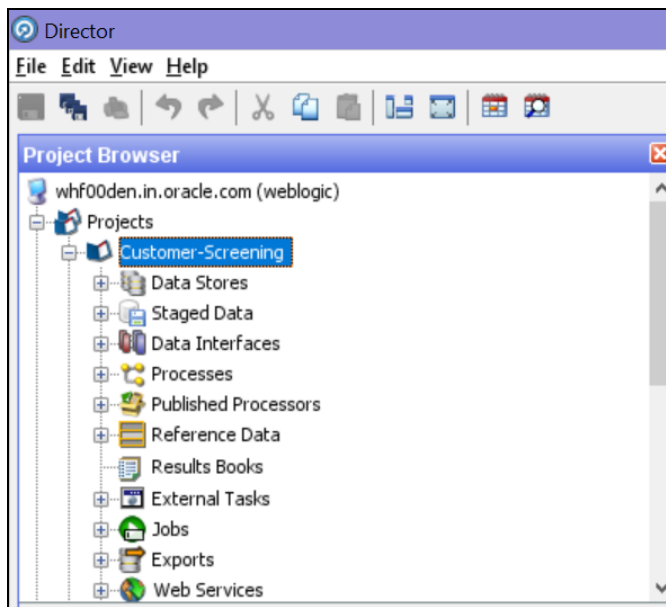 Director
File Edit View Help
Project Browser
whf00den.in.oracle.com (weblogic)
Projects
Customer-Screening
Data Stores
Staged Data
Data Interfaces
Processes
Published Processors
Reference Data
Results Books
External Tasks
Jobs
Exports
Web Services